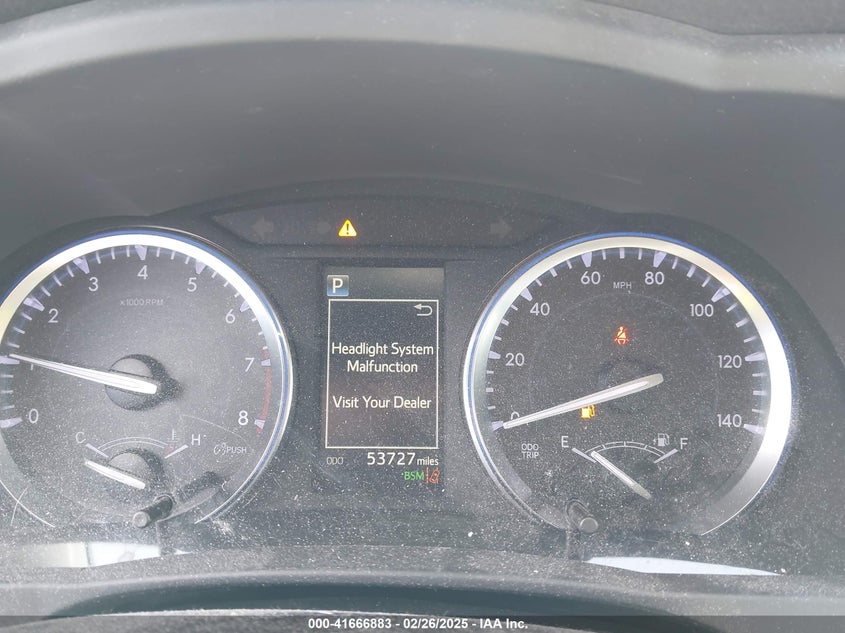 x1000 RPM
0
1
2
3
4
5
6
7
8
C
H
PUSH
P
Headlight System
Malfunction
Visit Your Dealer
ODO 53727 miles
BSM
MPH
0
20
40
60
80
100
120
140
ODO
TRIP
E
F
000-41666883 / 02/26/2025 / IAA Inc.